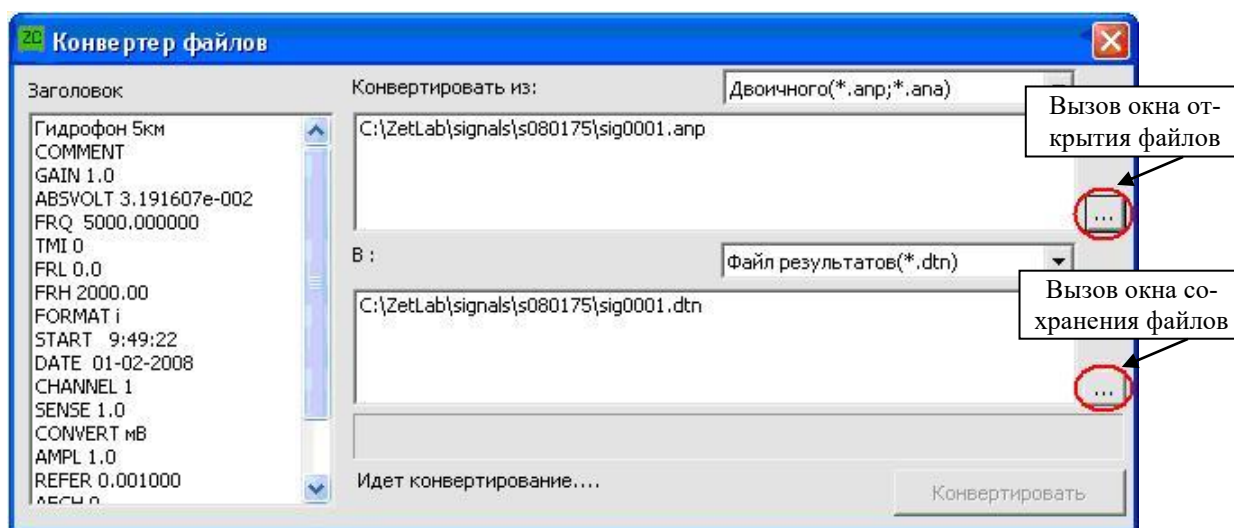 ZC Конвертер файлов
Заголовок
Гидрофон 5км
COMMENT
GAIN 1.0
ABSVOLT 3.191607e-002
FRQ 5000.000000
TMI 0
FRL 0.0
FRH 2000.00
FORMAT i
START 9:49:22
DATE 01-02-2008
CHANNEL 1
SENSE 1.0
CONVERT мВ
AMPL 1.0
REFER 0.001000
Конвертировать из:
Двоичного(*.anp;*.ana)
C:\ZetLab\signals\s080175\sig0001.anp
...
В :
Файл результатов(*.dtn)
C:\ZetLab\signals\s080175\sig0001.dtn
...
Идет конвертирование....
Конвертировать
Вызов окна от-
крытия файлов
Вызов окна со-
хранения файлов